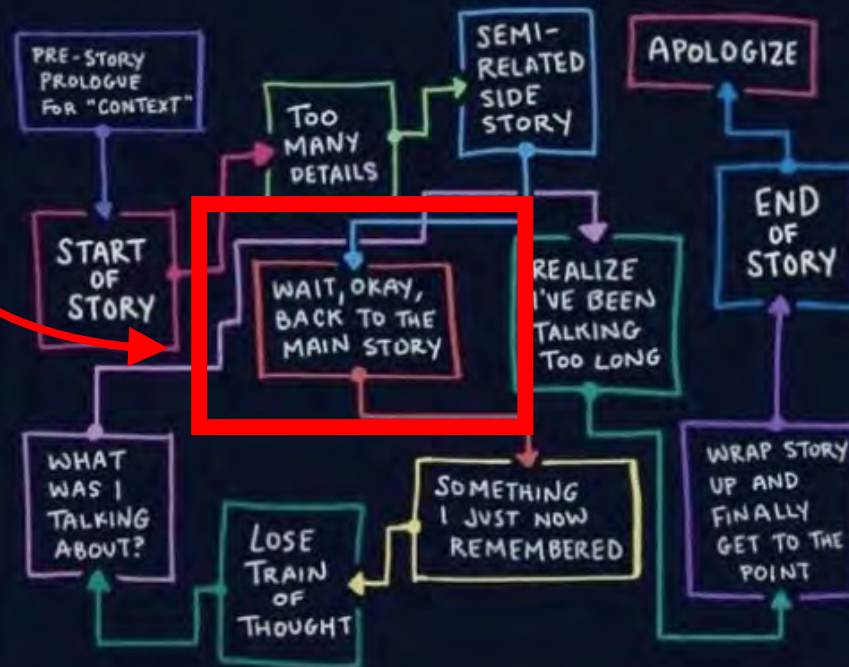 PRE-STORY
PROLOGUE
FOR "CONTEXT"
START
OF
STORY
TOO
MANY
DETAILS
SEMI-
RELATED
SIDE
STORY
WAIT, OKAY,
BACK TO THE
MAIN STORY
SOMETHING
I JUST NOW
REMEMBERED
LOSE
TRAIN
OF
THOUGHT
WHAT
WAS I
TALKING
ABOUT?
REALIZE
I'VE BEEN
TALKING
TOO LONG
WRAP STORY
UP AND
FINALLY
GET TO THE
POINT
END
OF
STORY
APOLOGIZE